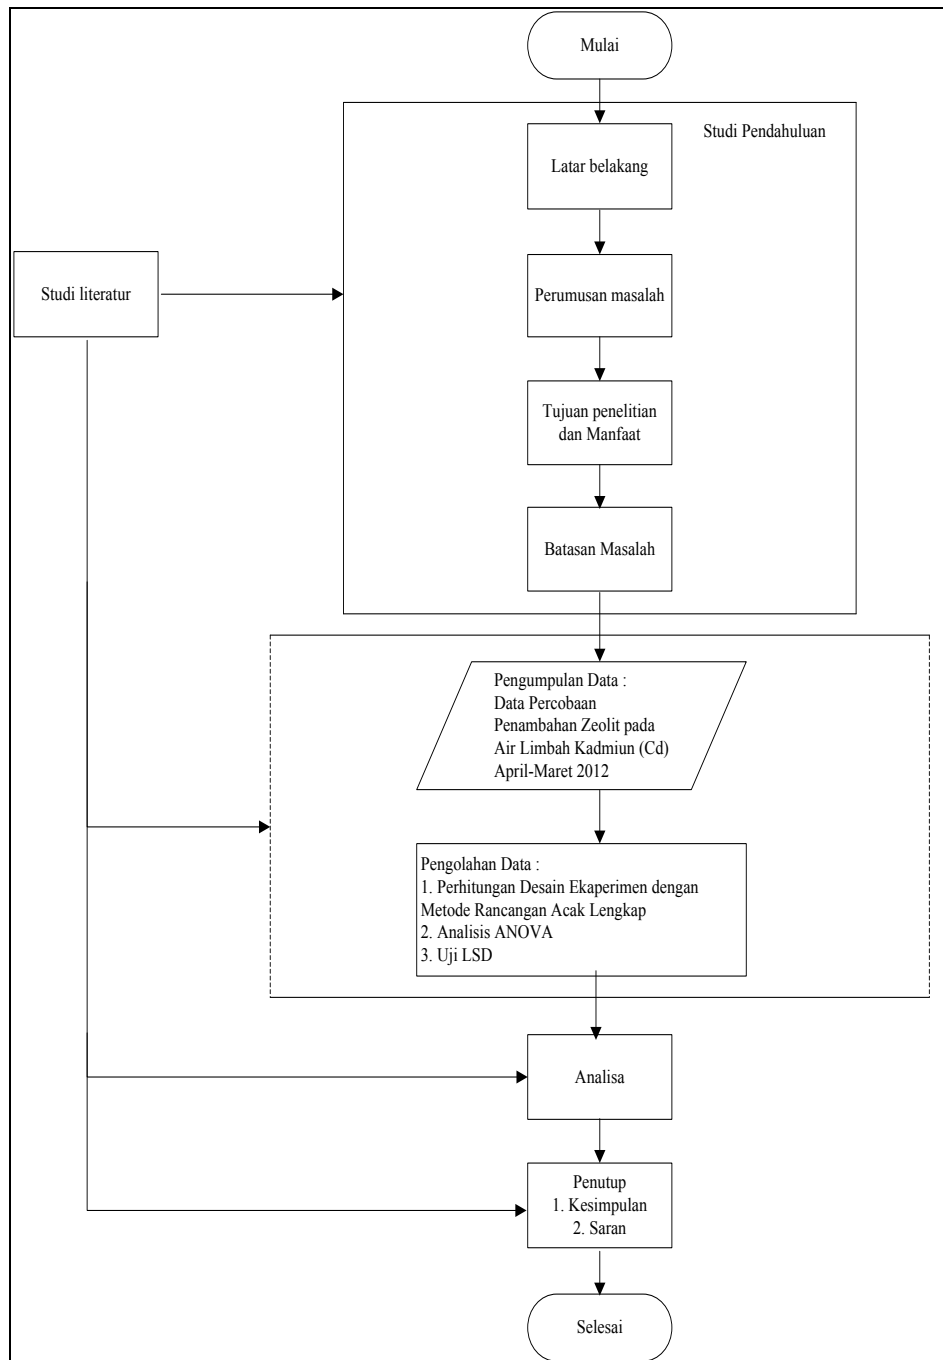 Mulai
Studi Pendahuluan
Latar belakang
Studi literatur
Perumusan masalah
Tujuan penelitian
dan Manfaat
Batasan Masalah
Pengumpulan Data :
Data Percobaan
Penambahan Zeolit pada
Air Limbah Kadmiun (Cd)
April-Maret 2012
Pengolahan Data :
1. Perhitungan Desain Ekaperimen dengan
Metode Rancangan Acak Lengkap
2. Analisis ANOVA
3. Uji LSD
Analisa
Penutup
1. Kesimpulan
2. Saran
Selesai